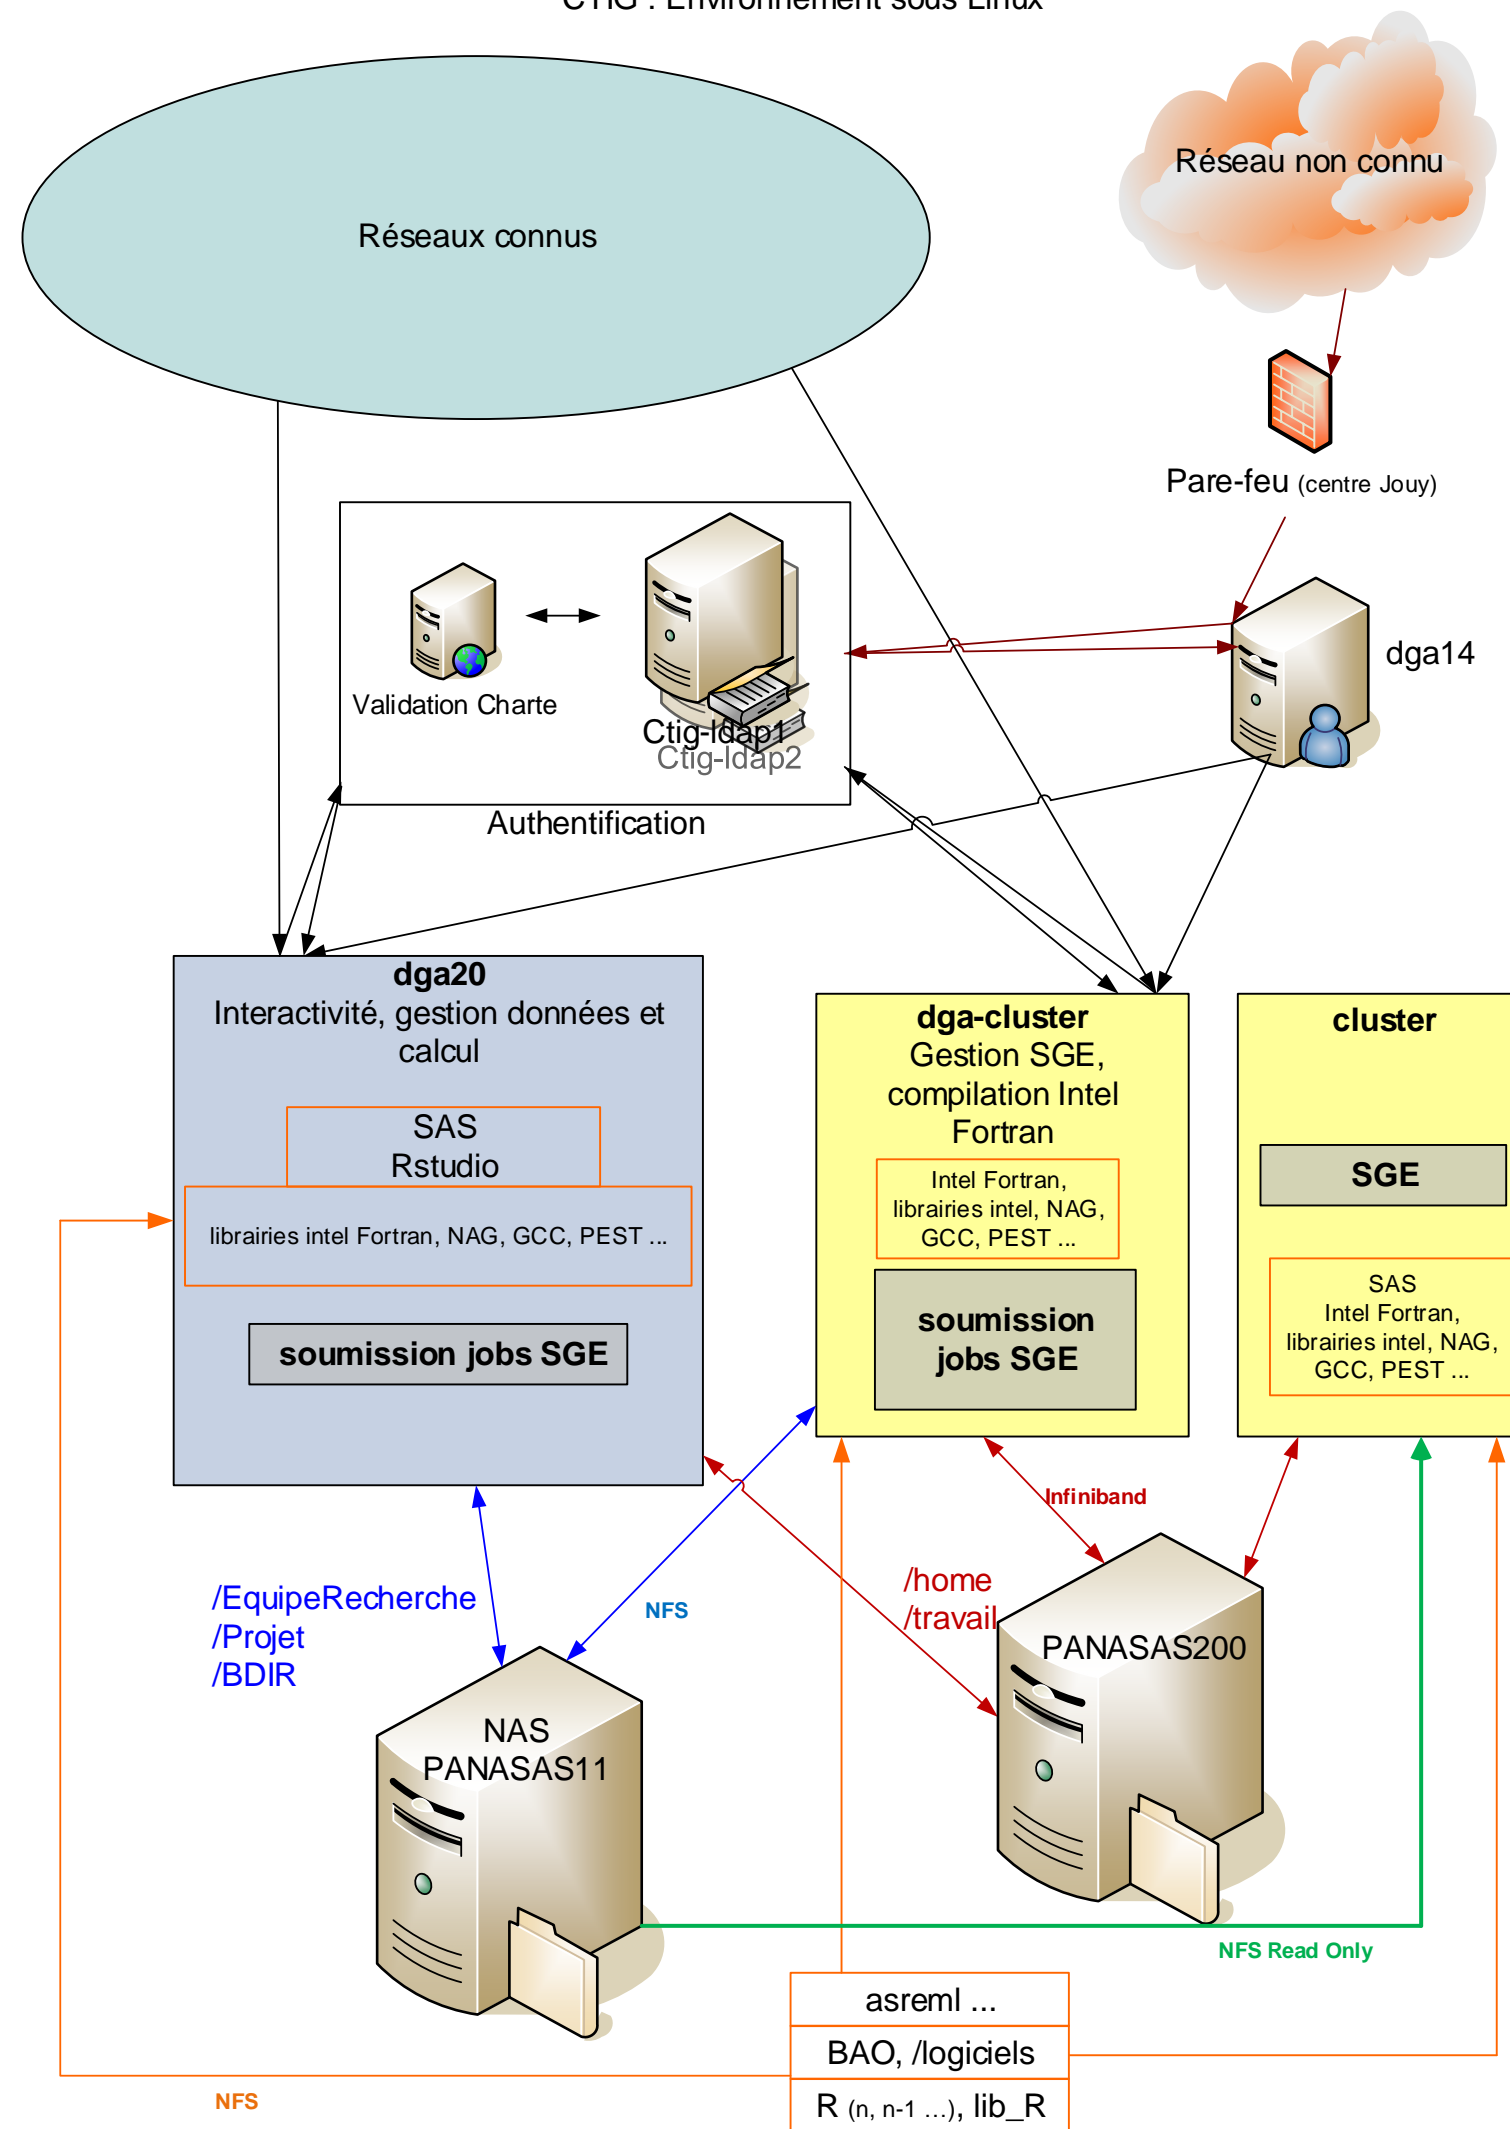 CTIG : Environnement sous Linux
Réseau non connu
Réseaux connus
Pare-feu (centre Jouy)
dga14
Validation Charte
Ctig-ldap1
Ctig-ldap2
Authentification
dga20
Interactivité, gestion données et
calcul
SAS
Rstudio
librairies intel Fortran, NAG, GCC, PEST ...
soumission jobs SGE
dga-cluster
Gestion SGE,
compilation Intel
Fortran
Intel Fortran,
librairies intel, NAG,
GCC, PEST ...
soumission
jobs SGE
cluster
SGE
SAS
Intel Fortran,
librairies intel, NAG,
GCC, PEST ...
Infiniband
/EquipeRecherche
/Projet
/BDIR
NFS
/home
/travail
PANASAS200
NAS
PANASAS11
NFS Read Only
asreml ...
BAO, /logiciels
R (n, n-1 ...), lib_R
NFS